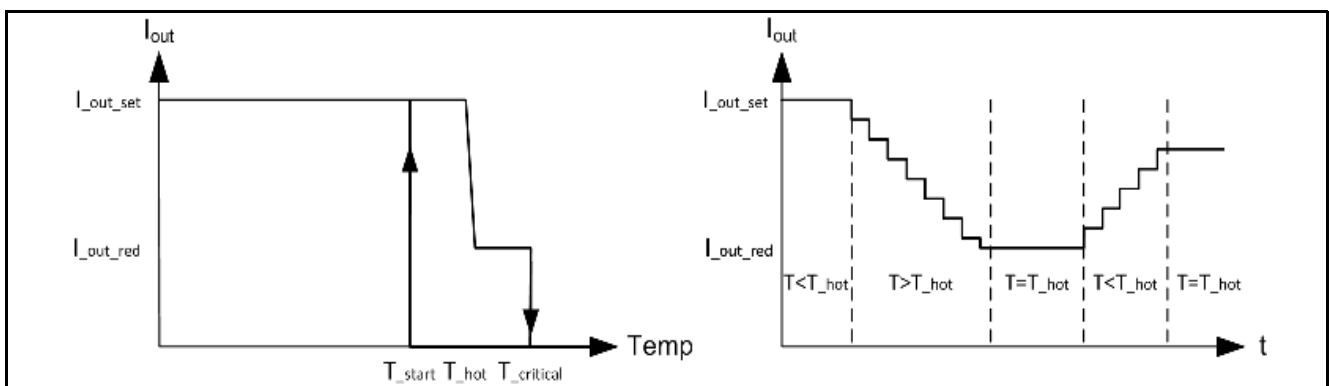 I_out
I_out_set
I_out_red
Temp
T_start T_hot T_critical
I_out
I_out_set
I_out_red
T<T_hot T>T_hot T=T_hot T<T_hot T=T_hot
t